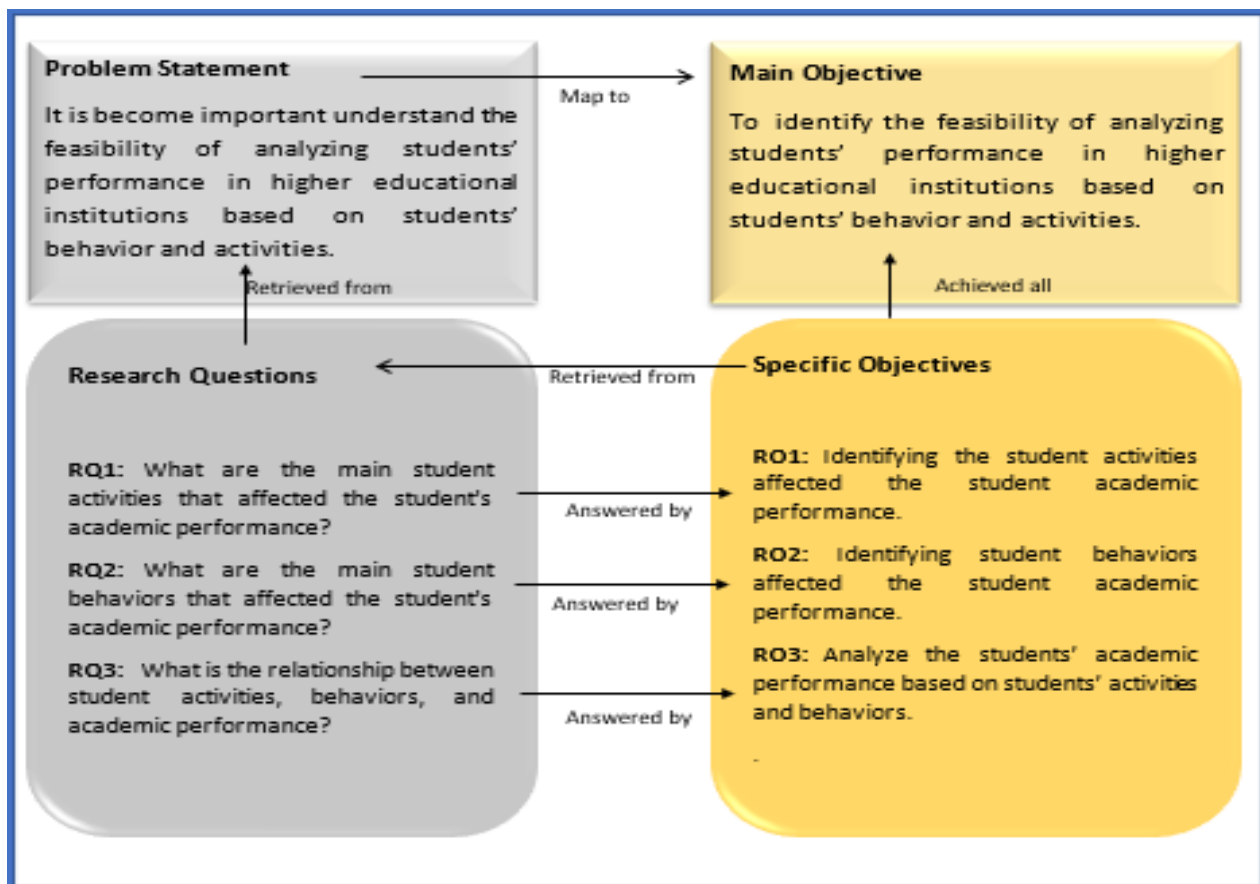 Problem Statement
It is become important understand the
feasibility of analyzing students’
performance in higher educational
institutions based on students’
behavior and activities.
Map to
Main Objective
To identify the feasibility of analyzing
students’ performance in higher
educational institutions based on
students’ behavior and activities.
Retrieved from
Achieved all
Research Questions
Retrieved from
Specific Objectives
RQ1: What are the main student
activities that affected the student's
academic performance?
Answered by
RO1: Identifying the student activities
affected the student academic
performance.
RQ2: What are the main student
behaviors that affected the student's
academic performance?
Answered by
RO2: Identifying student behaviors
affected the student academic
performance.
RQ3: What is the relationship between
student activities, behaviors, and
academic performance?
Answered by
RO3: Analyze the students’ academic
performance based on students’ activities
and behaviors.
.